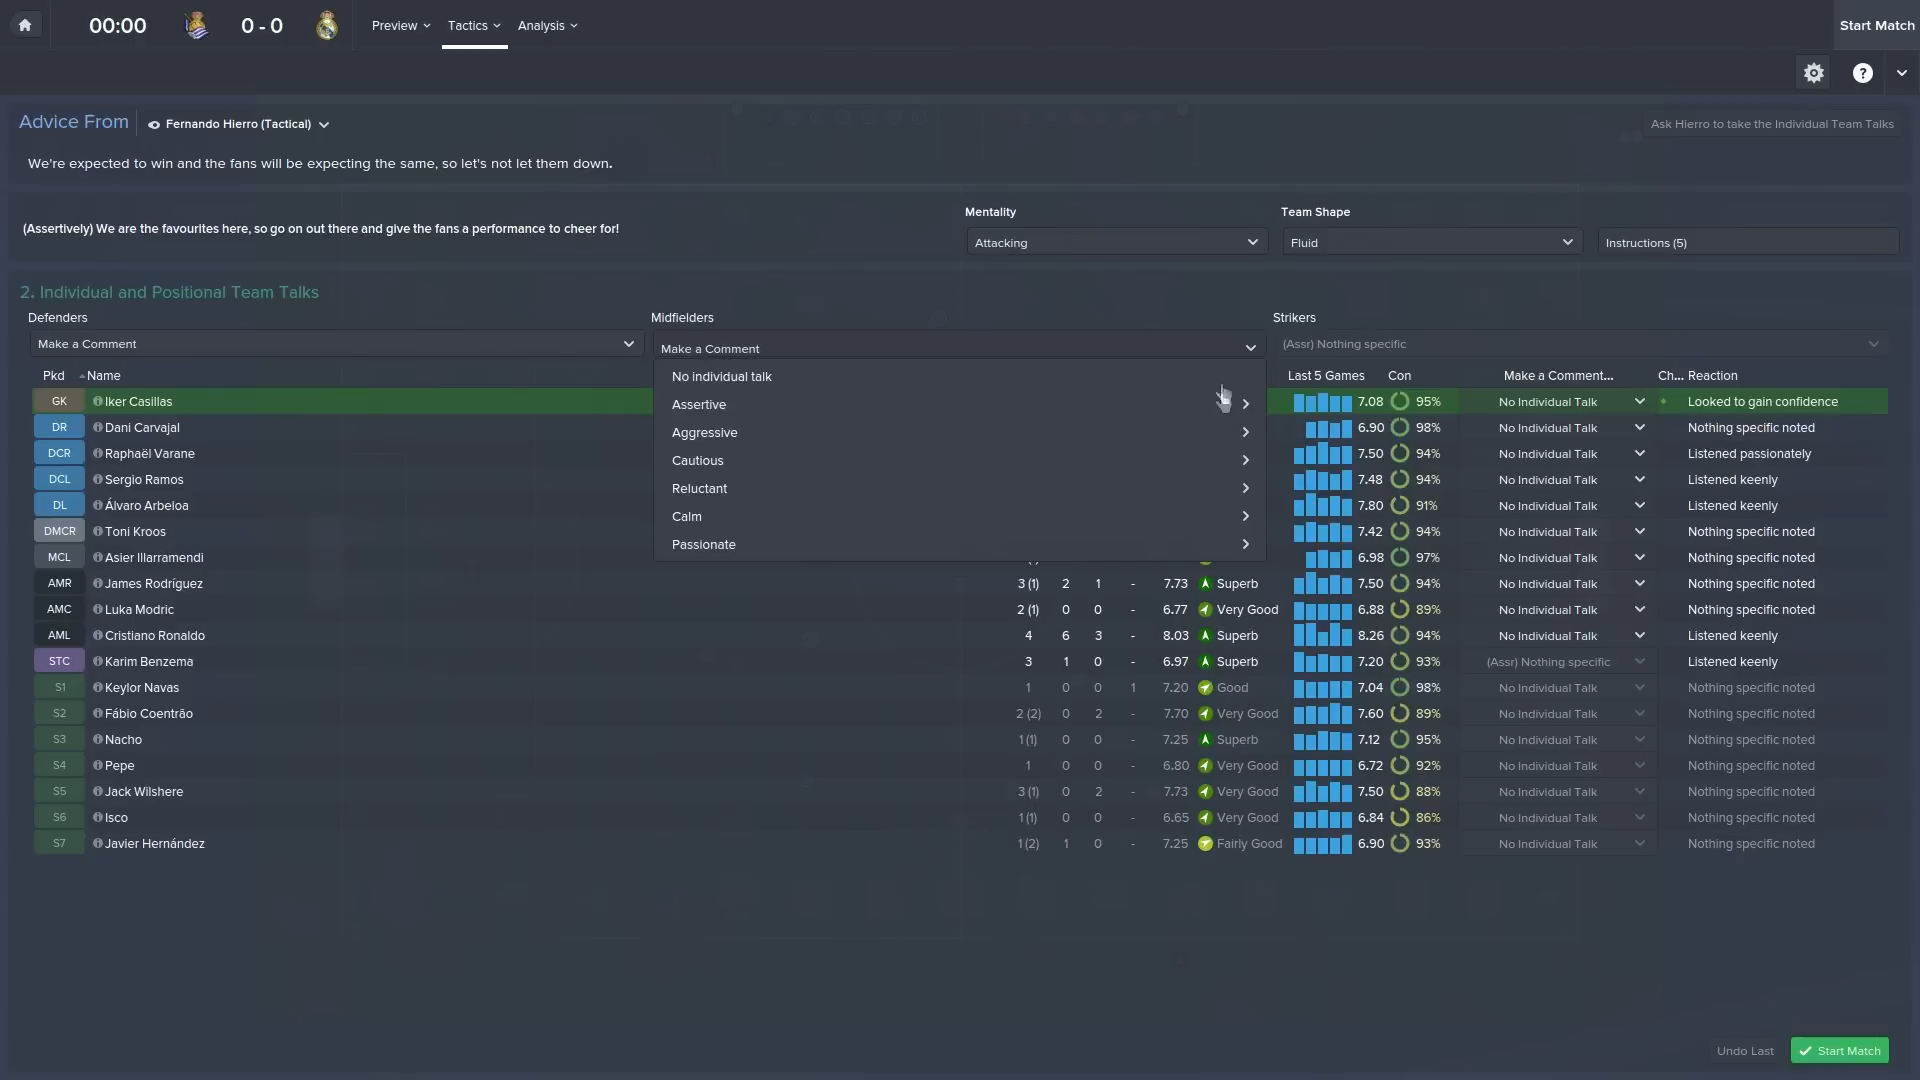 00:00 0 - 0 Preview Tactics Analysis Start Match
?
Advice From Fernando Hierro (Tactical) Ask Hierro to take the Individual Team Talks
We're expected to win and the fans will be expecting the same, so let's not let them down.
Mentality Team Shape
(Assertively) We are the favourites here, so go on out there and give the fans a performance to cheer for!
Attacking Fluid Instructions (5)
2. Individual and Positional Team Talks
Defenders Midfielders Strikers
Make a Comment Make a Comment (Assr) Nothing specific
Pkd Name Last 5 Games Con Make a Comment... Ch... Reaction
No individual talk
Assertive
Aggressive
Cautious
Reluctant
Calm
Passionate
GK Iker Casillas 7.08 95% No Individual Talk Looked to gain confidence
DR Dani Carvajal 6.90 98% No Individual Talk Nothing specific noted
DCR Raphaël Varane 7.50 94% No Individual Talk Listened passionately
DCL Sergio Ramos 7.48 94% No Individual Talk Listened keenly
DL Álvaro Arbeloa 7.80 91% No Individual Talk Listened keenly
DMCR Toni Kroos 7.42 94% No Individual Talk Nothing specific noted
MCL Asier Illarramendi 6.98 97% No Individual Talk Nothing specific noted
AMR James Rodríguez 3 (1) 2 1 - 7.73 Superb 7.50 94% No Individual Talk Nothing specific noted
AMC Luka Modric 2 (1) 0 0 - 6.77 Very Good 6.88 89% No Individual Talk Nothing specific noted
AML Cristiano Ronaldo 4 6 3 - 8.03 Superb 8.26 94% No Individual Talk Listened keenly
STC Karim Benzema 3 1 0 - 6.97 Superb 7.20 93% (Assr) Nothing specific Listened keenly
S1 Keylor Navas 1 0 0 1 7.20 Good 7.04 98% No Individual Talk Nothing specific noted
S2 Fábio Coentrão 2 (2) 0 2 - 7.70 Very Good 7.60 89% No Individual Talk Nothing specific noted
S3 Nacho 1 (1) 0 0 - 7.25 Superb 7.12 95% No Individual Talk Nothing specific noted
S4 Pepe 1 0 0 - 6.80 Very Good 6.72 92% No Individual Talk Nothing specific noted
S5 Jack Wilshere 3 (1) 0 2 - 7.73 Very Good 7.50 88% No Individual Talk Nothing specific noted
S6 Isco 1 (1) 0 0 - 6.65 Very Good 6.84 86% No Individual Talk Nothing specific noted
S7 Javier Hernández 1 (2) 1 0 - 7.25 Fairly Good 6.90 93% No Individual Talk Nothing specific noted
Undo Last Start Match